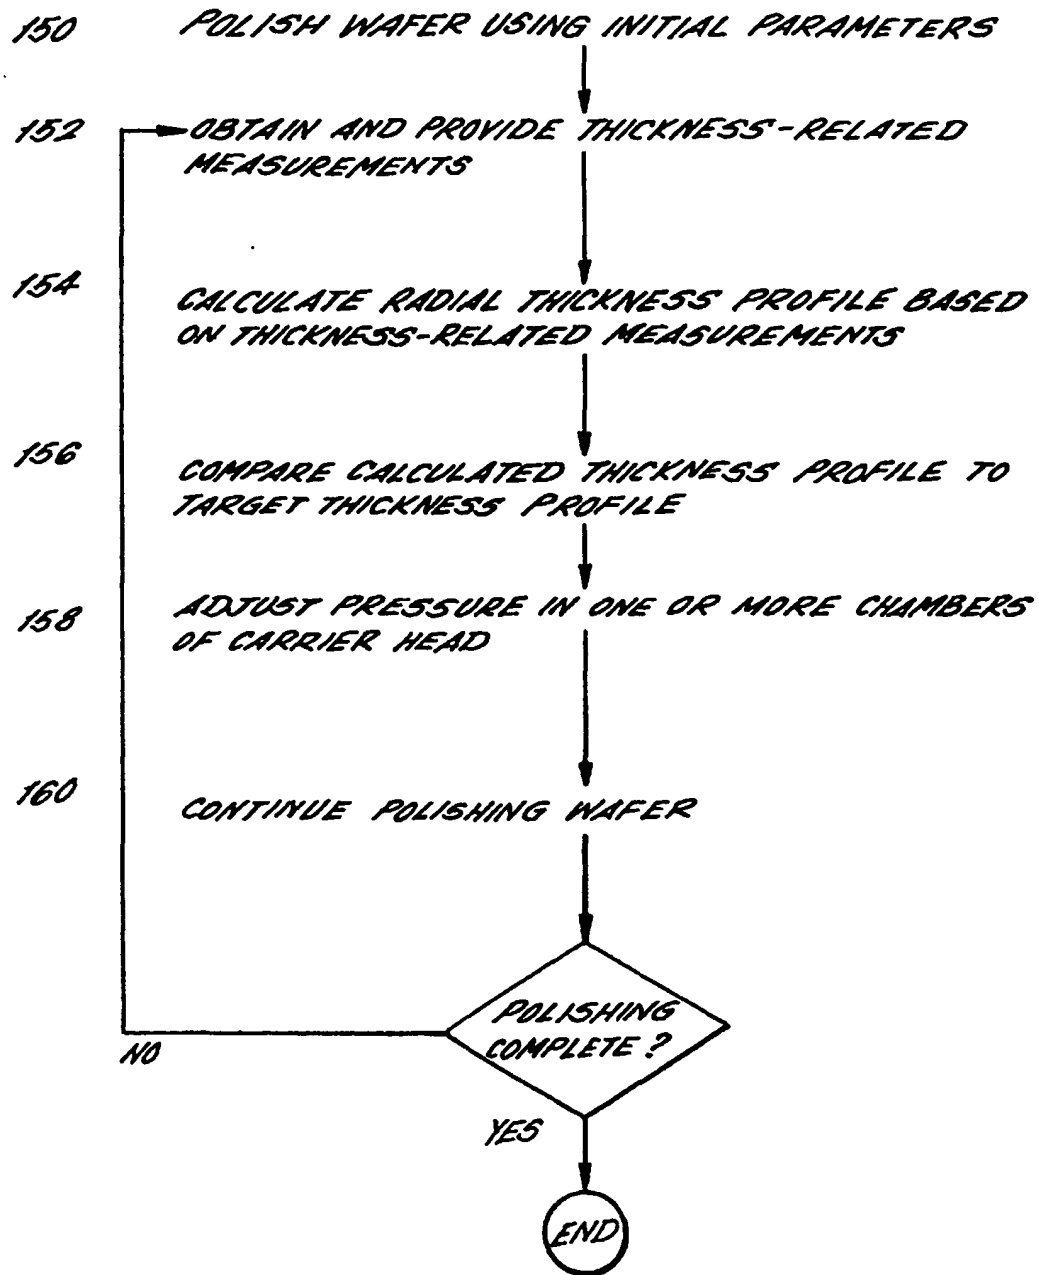 150 POLISH WAFER USING INITIAL PARAMETERS
152 OBTAIN AND PROVIDE THICKNESS-RELATED
MEASUREMENTS
154 CALCULATE RADIAL THICKNESS PROFILE BASED
ON THICKNESS-RELATED MEASUREMENTS
156 COMPARE CALCULATED THICKNESS PROFILE TO
TARGET THICKNESS PROFILE
158 ADJUST PRESSURE IN ONE OR MORE CHAMBERS
OF CARRIER HEAD
160 CONTINUE POLISHING WAFER
POLISHING
COMPLETE?
NO
YES
END